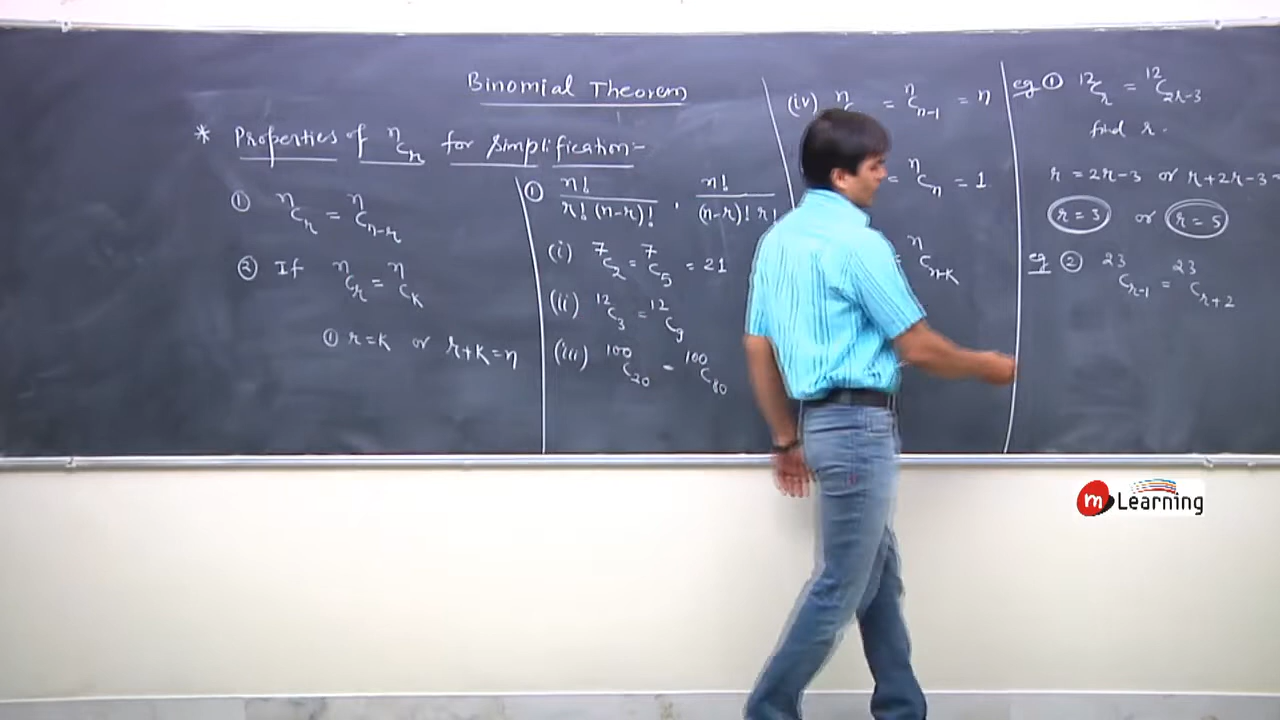 Binomial Theorem
* Properties of ⁿCᵣ for Simplification:-
① ⁿCᵣ = ⁿCₙ₋ᵣ
② If ⁿCᵣ = ⁿCₖ
① r=k or r+k=n
① n!/(r!(n-r)!) , n!/((n-r)! r!)
(i) ⁷C₂ = ⁷C₅ = 21
(ii) ¹²C₃ = ¹²C₉
(iii) ¹⁰⁰C₂₀ = ¹⁰⁰C₈₀
(iv) ⁿC = ⁿCₙ₋₁ = n
= ⁿCₙ = 1
= ⁿCₙ₊ₖ
eg ① ¹²Cᵣ = ¹²C₂ᵣ₋₃
find r.
r = 2r-3 or r+2r-3 =
r = 3 or r = 5
eg ② ²³Cᵣ₋₁ = ²³Cᵣ₊₂
m Learning